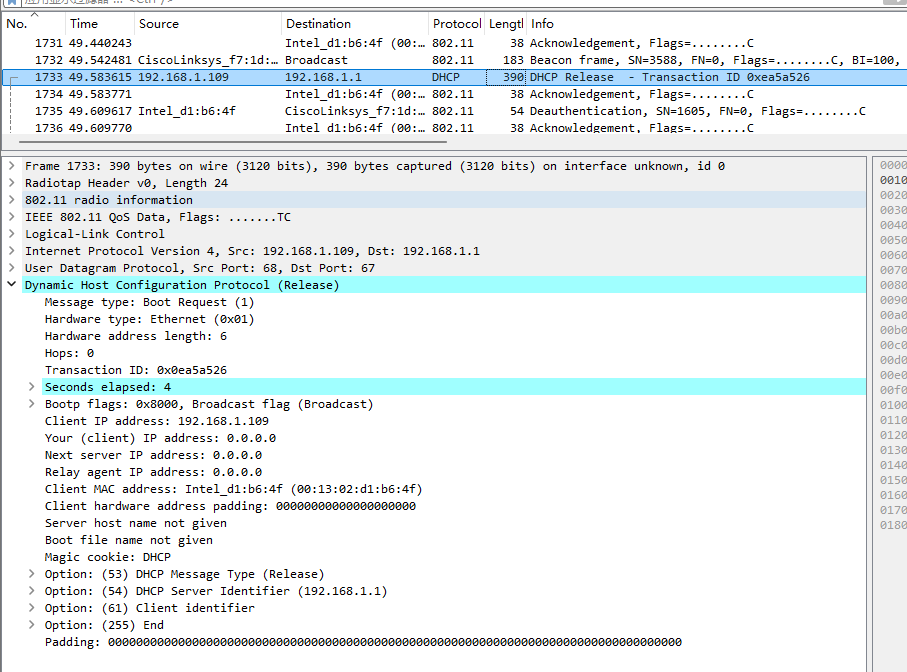 No. Time Source Destination Protocol Lengtl Info
1731 49.440243 Intel_d1:b6:4f (00:… 802.11 38 Acknowledgement, Flags=........C
1732 49.542481 CiscoLinksys_f7:1d:… Broadcast 802.11 183 Beacon frame, SN=3588, FN=0, Flags=........C, BI=100,
1733 49.583615 192.168.1.109 192.168.1.1 DHCP 390 DHCP Release - Transaction ID 0xea5a526
1734 49.583771 Intel_d1:b6:4f (00:… 802.11 38 Acknowledgement, Flags=........C
1735 49.609617 Intel_d1:b6:4f CiscoLinksys_f7:1d:… 802.11 54 Deauthentication, SN=1605, FN=0, Flags=........C
1736 49.609770 Intel_d1:b6:4f (00:… 802.11 38 Acknowledgement, Flags=........C
Frame 1733: 390 bytes on wire (3120 bits), 390 bytes captured (3120 bits) on interface unknown, id 0
Radiotap Header v0, Length 24
802.11 radio information
IEEE 802.11 QoS Data, Flags: .......TC
Logical-Link Control
Internet Protocol Version 4, Src: 192.168.1.109, Dst: 192.168.1.1
User Datagram Protocol, Src Port: 68, Dst Port: 67
Dynamic Host Configuration Protocol (Release)
Message type: Boot Request (1)
Hardware type: Ethernet (0x01)
Hardware address length: 6
Hops: 0
Transaction ID: 0x0ea5a526
Seconds elapsed: 4
Bootp flags: 0x8000, Broadcast flag (Broadcast)
Client IP address: 192.168.1.109
Your (client) IP address: 0.0.0.0
Next server IP address: 0.0.0.0
Relay agent IP address: 0.0.0.0
Client MAC address: Intel_d1:b6:4f (00:13:02:d1:b6:4f)
Client hardware address padding: 00000000000000000000
Server host name not given
Boot file name not given
Magic cookie: DHCP
Option: (53) DHCP Message Type (Release)
Option: (54) DHCP Server Identifier (192.168.1.1)
Option: (61) Client identifier
Option: (255) End
Padding: 0000000000000000000000000000000000000000000000000000000000000000000000000000000000
0000
0010
0020
0030
0040
0050
0060
0070
0080
0090
00a0
00b0
00c0
00d0
00e0
00f0
0100
0110
0120
0130
0140
0150
0160
0170
0180